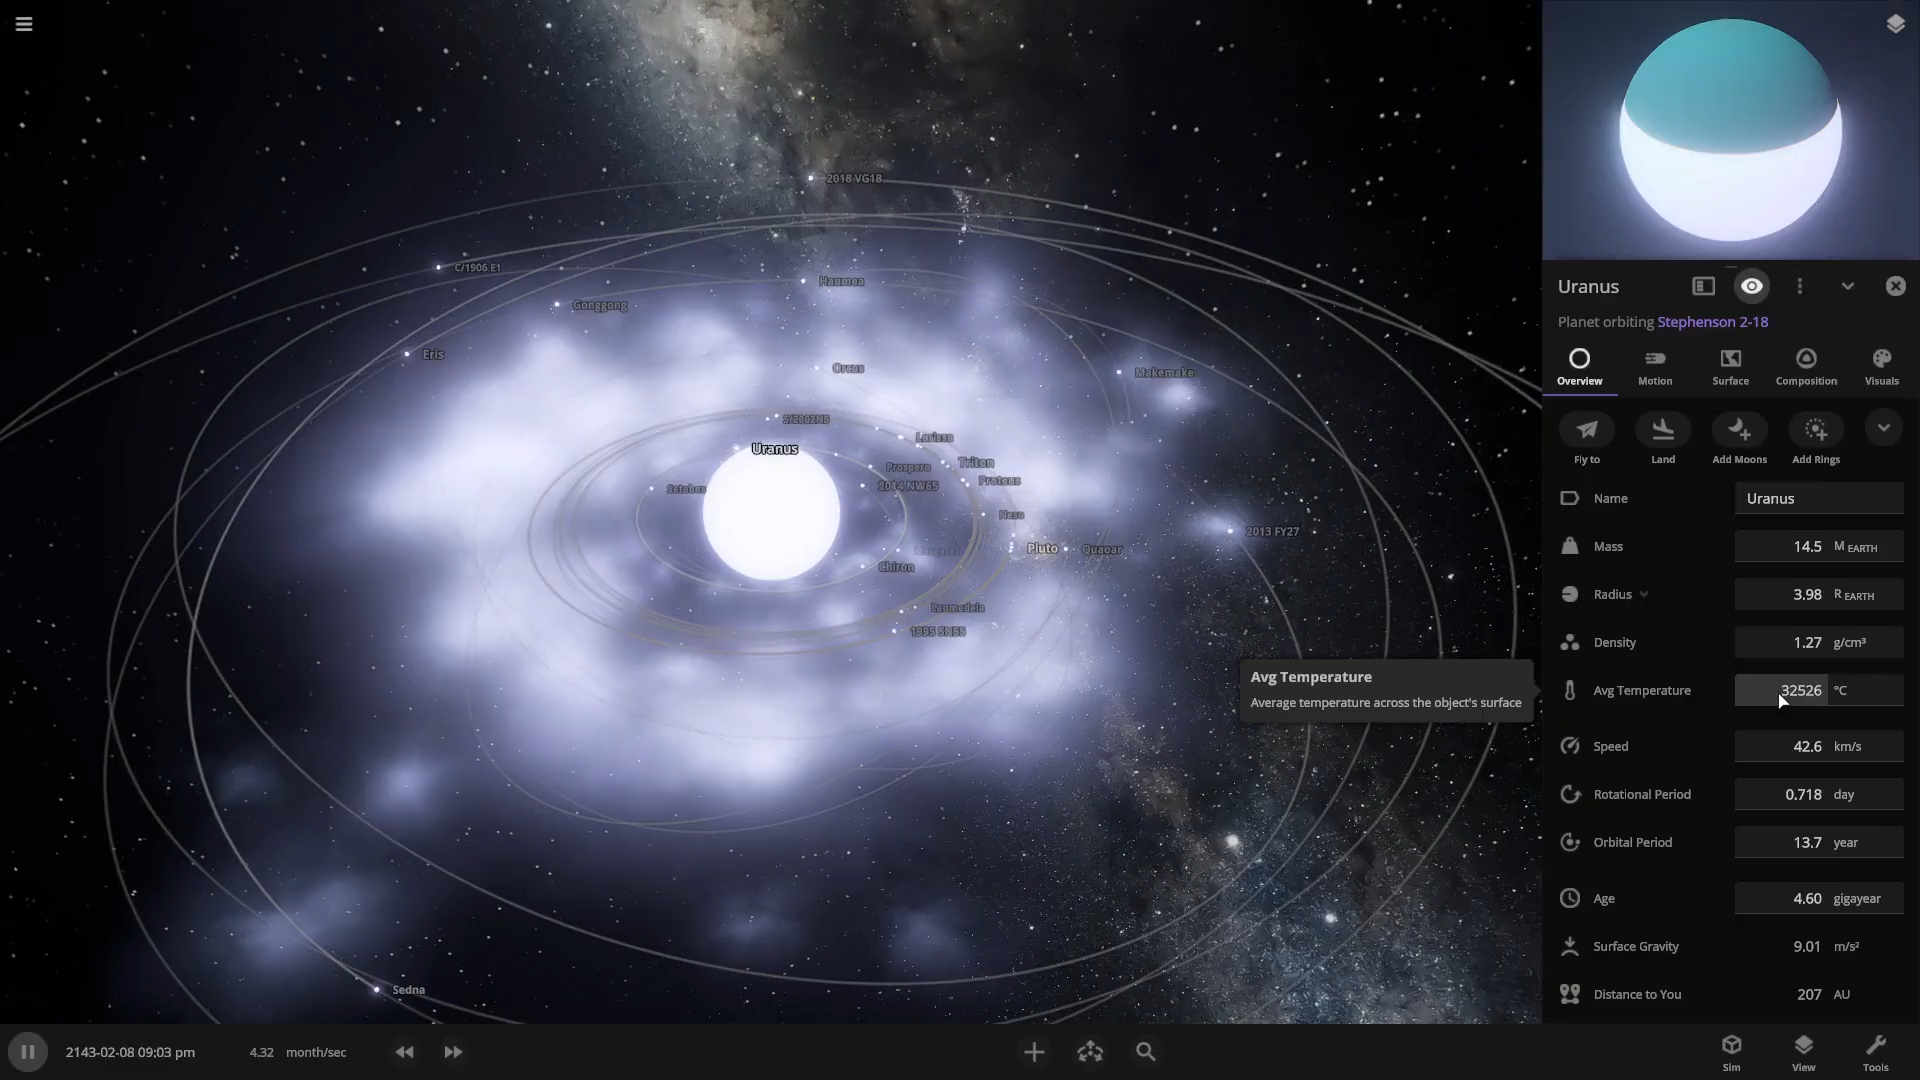 2018 VG18
C/1906 E1
Haumea
Gonggong
Eris
Orcus
Makemake
S/2002N5
Larissa
Uranus
Prospero
Triton
Setebos
2014 NW65
Proteus
Neso
2013 FY27
Margaret
Pluto
Quaoar
Chiron
Laomedeia
1995 SN55
Sedna
Avg Temperature
Average temperature across the object's surface
Uranus
Planet orbiting Stephenson 2-18
Overview Motion Surface Composition Visuals
Fly to Land Add Moons Add Rings
Name Uranus
Mass 14.5 M EARTH
Radius 3.98 R EARTH
Density 1.27 g/cm³
Avg Temperature 32526 °C
Speed 42.6 km/s
Rotational Period 0.718 day
Orbital Period 13.7 year
Age 4.60 gigayear
Surface Gravity 9.01 m/s²
Distance to You 207 AU
2143-02-08 09:03 pm 4.32 month/sec
Sim View Tools